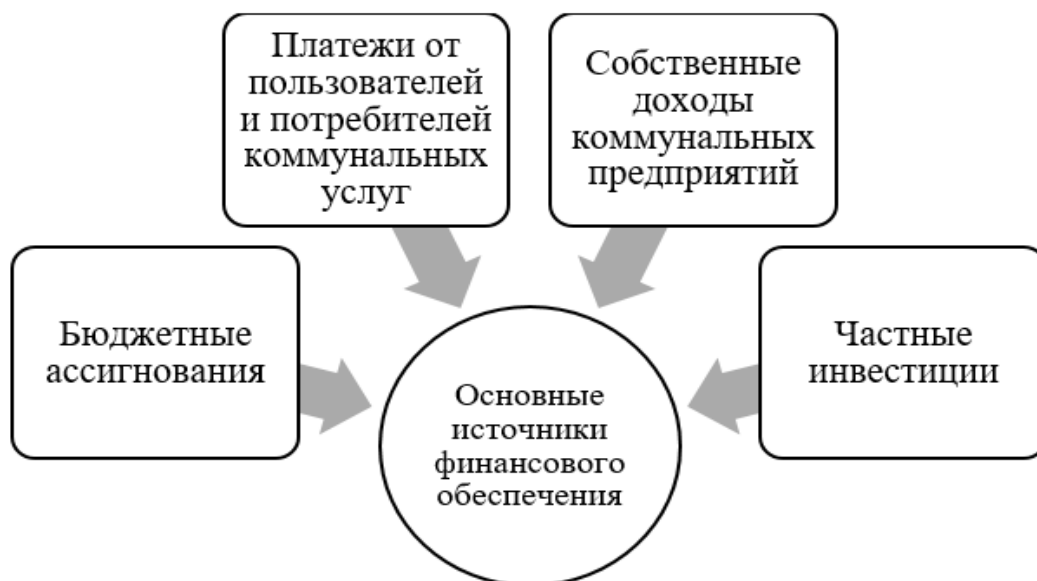 Платежи от
пользователей
и потребителей
коммунальных
услуг
Собственные
доходы
коммунальных
предприятий
Бюджетные
ассигнования
Частные
инвестиции
Основные
источники
финансового
обеспечения